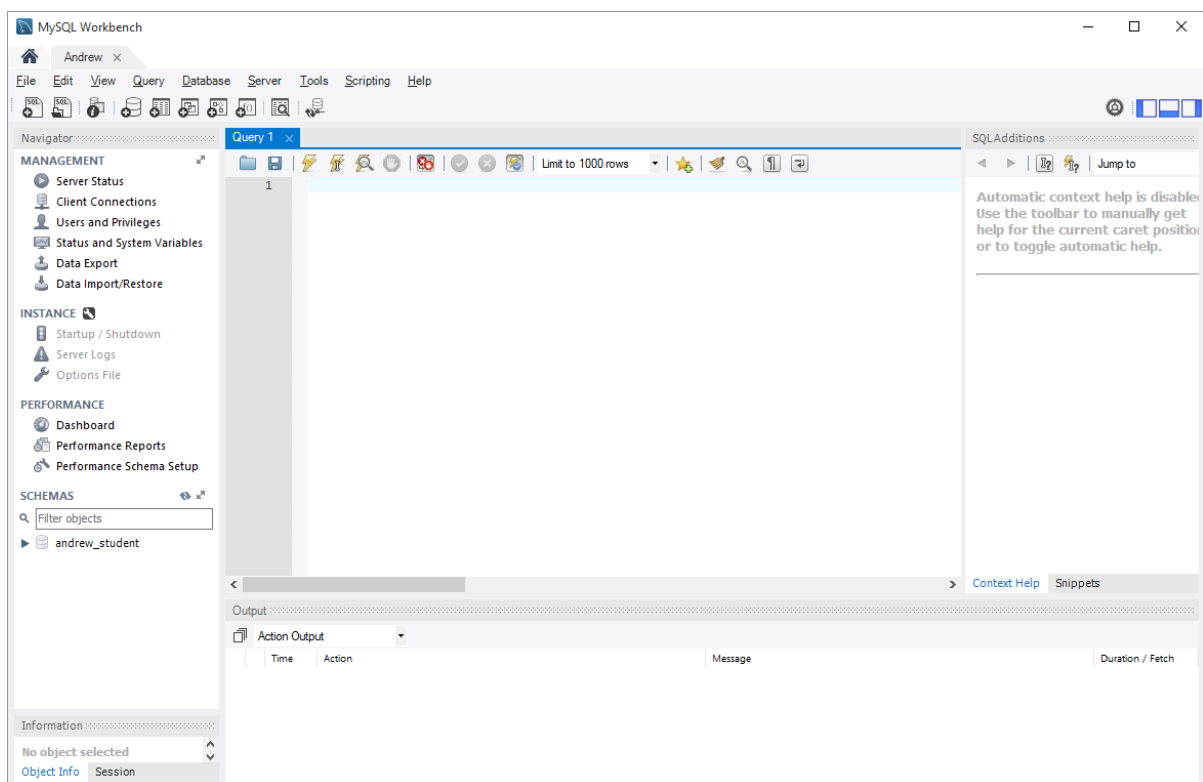 MySQL Workbench
Andrew
File Edit View Query Database Server Tools Scripting Help
Navigator
MANAGEMENT
Server Status
Client Connections
Users and Privileges
Status and System Variables
Data Export
Data Import/Restore
INSTANCE
Startup / Shutdown
Server Logs
Options File
PERFORMANCE
Dashboard
Performance Reports
Performance Schema Setup
SCHEMAS
Filter objects
andrew_student
Information
No object selected
Object Info Session
Query 1
Limit to 1000 rows
1
SQLAdditions
Jump to
Automatic context help is disabled
Use the toolbar to manually get
help for the current caret position
or to toggle automatic help.
Context Help Snippets
Output
Action Output
Time Action Message Duration / Fetch